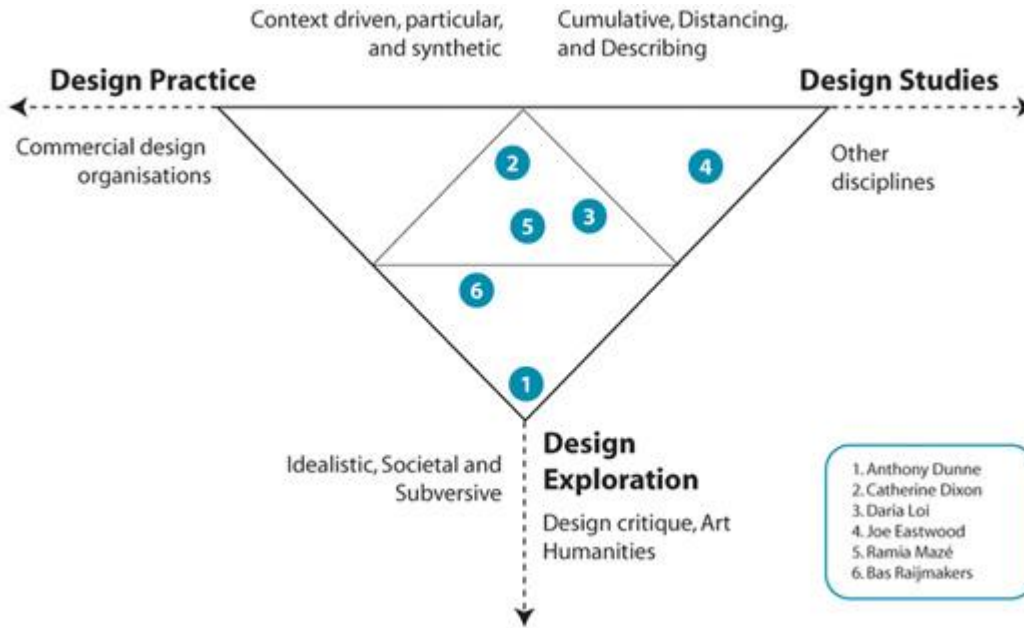 Context driven, particular,
and synthetic
Cumulative, Distancing,
and Describing
Design Practice
Design Studies
Commercial design
organisations
Other
disciplines
2
4
3
5
6
1
Idealistic, Societal and
Subversive
Design
Exploration
Design critique, Art
Humanities
1. Anthony Dunne
2. Catherine Dixon
3. Daria Loi
4. Joe Eastwood
5. Ramia Mazé
6. Bas Raijmakers